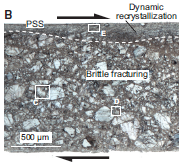 B
Dynamic
recrystallization
PSS
E
Brittle fracturing
500 µm